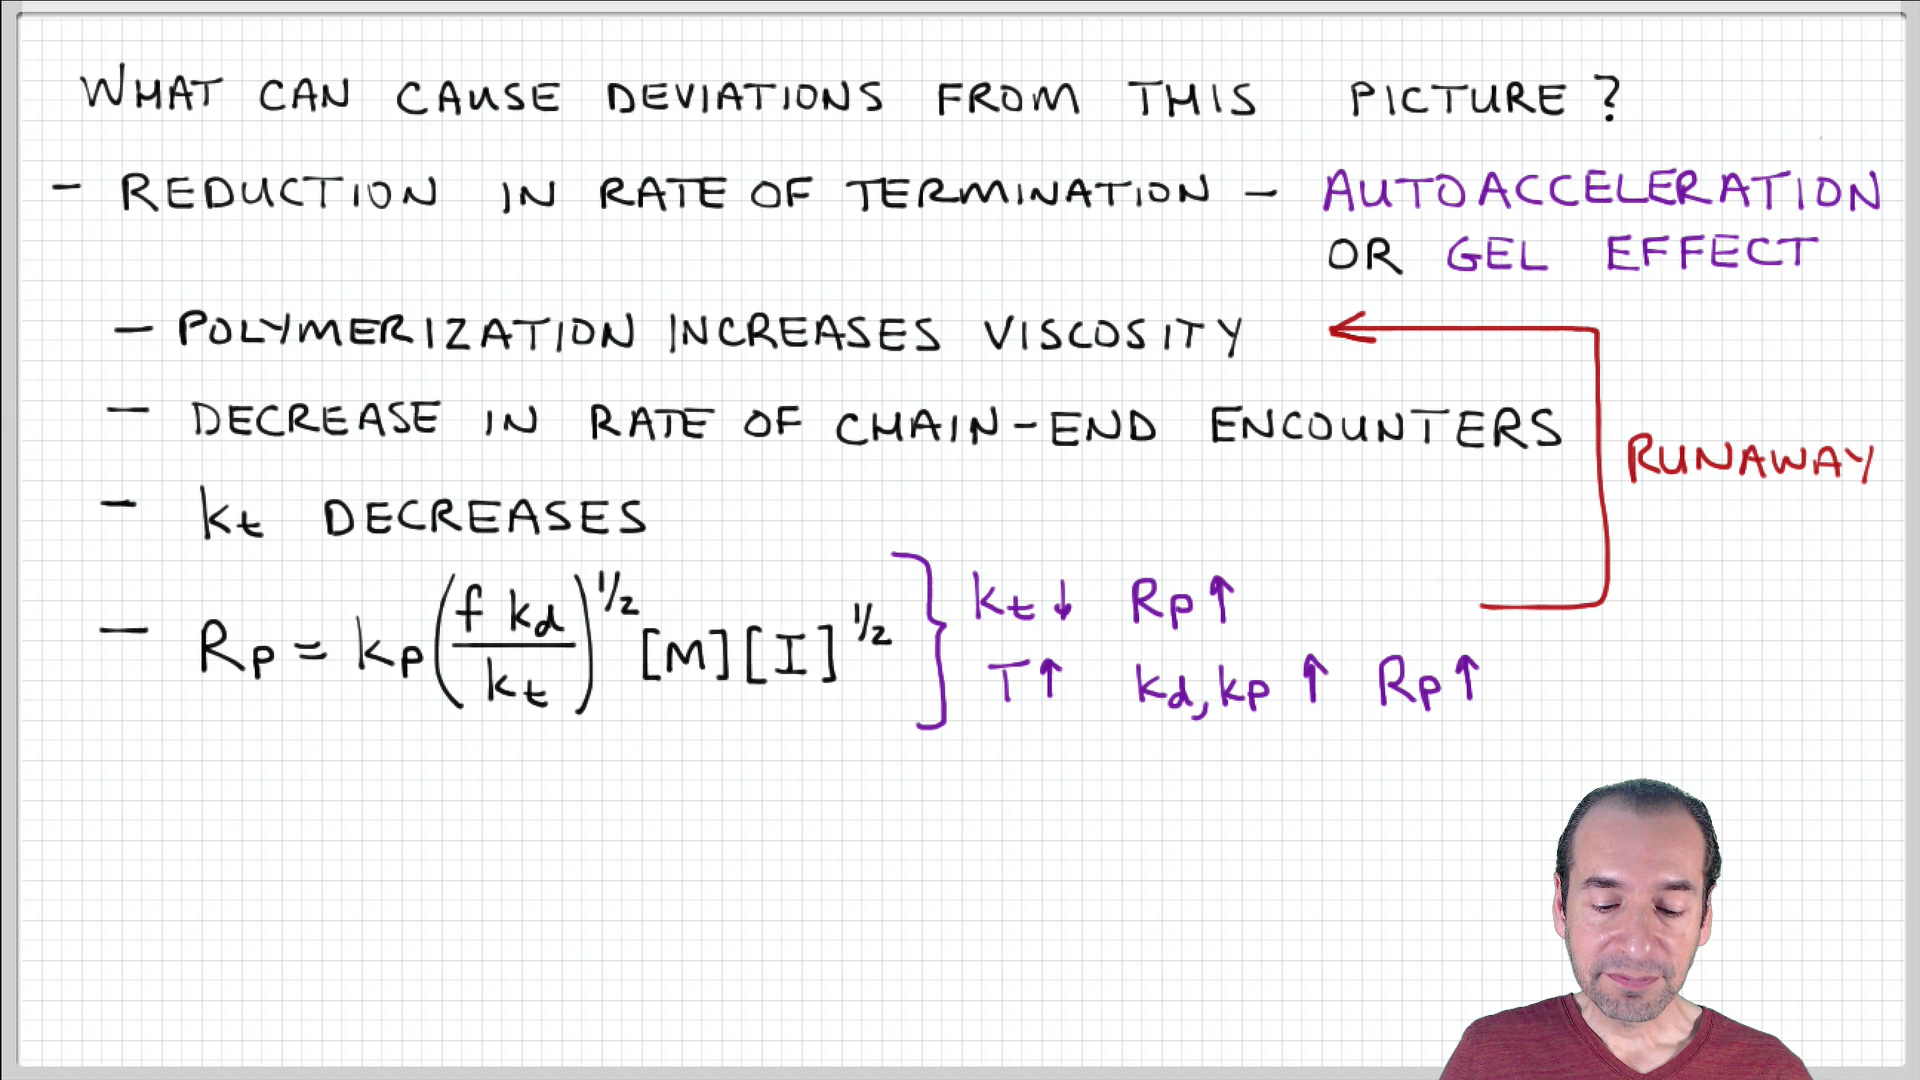 WHAT CAN CAUSE DEVIATIONS FROM THIS PICTURE?
- REDUCTION IN RATE OF TERMINATION - AUTOACCELERATION
OR GEL EFFECT
- POLYMERIZATION INCREASES VISCOSITY
- DECREASE IN RATE OF CHAIN-END ENCOUNTERS
RUNAWAY
- kt DECREASES
- Rp = kp (f kd / kt)^1/2 [M][I]^1/2
kt ↓ Rp ↑
T ↑ kd, kp ↑ Rp ↑